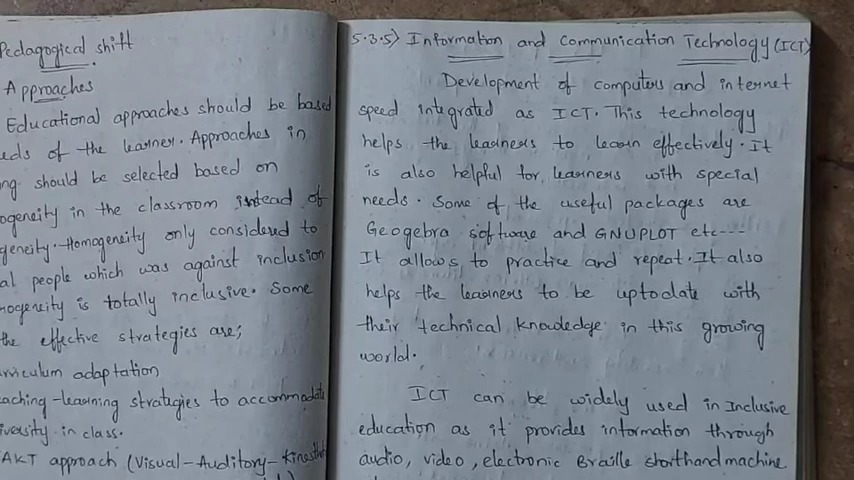 Pedagogical shift
Approaches
Educational approaches should be based
eds of the learner. Approaches in
ng should be selected based on
ogeneity in the classroom instead of
geneity. Homogeneity only considered to
al people which was against inclusion
nogeneity is totally inclusive. Some
the effective strategies are;
rriculum adaptation
eaching-learning strategies to accommodate
iversity in class.
AKT approach (Visual-Auditory-Kinesthe
5.3.5) Information and Communication Technology (ICT)
Development of computers and internet
speed integrated as ICT. This technology
helps the learners to learn effectively. It
is also helpful for learners with special
needs. Some of the useful packages are
Geogebra software and GNUPLOT etc---
It allows to practice and repeat. It also
helps the learners to be uptodate with
their technical knowdedge in this growing
world.
ICT can be widely used in Inclusive
education as it provides information through
audio, video, electronic Braille shorthand machine